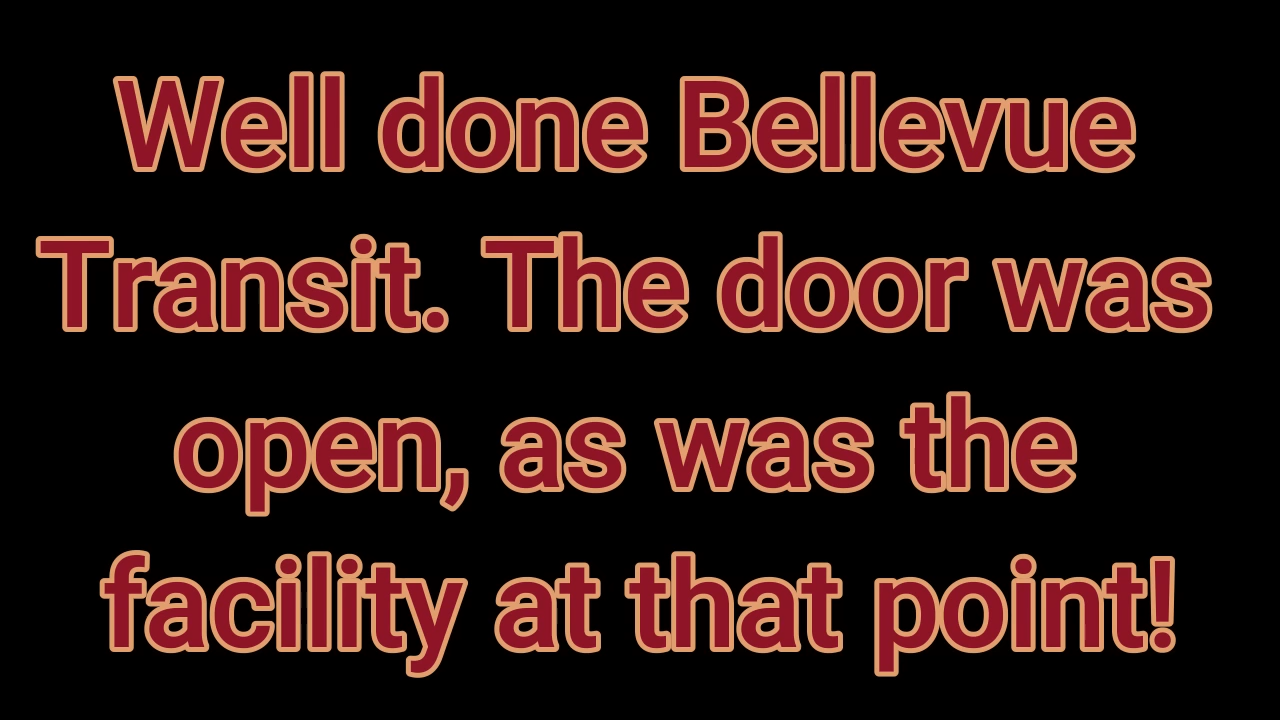 Well done Bellevue
Transit. The door was
open, as was the
facility at that point!